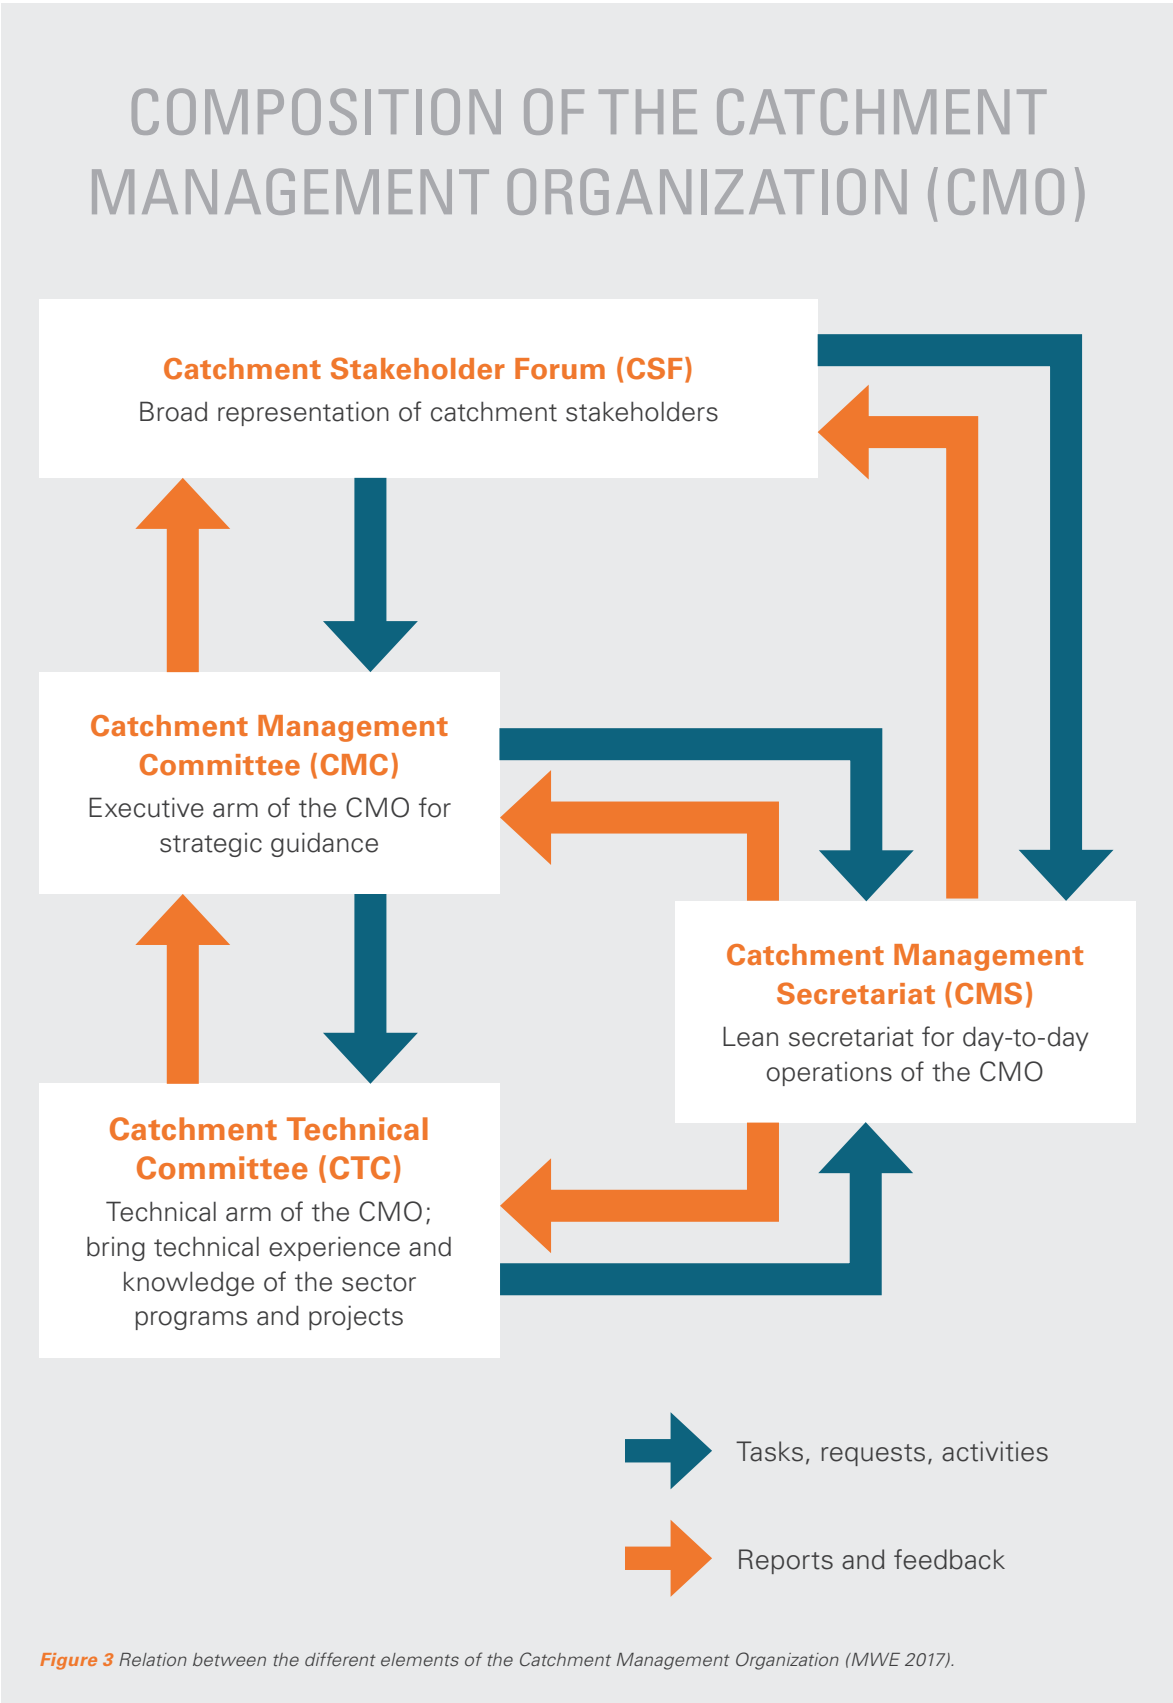 COMPOSITION OF THE CATCHMENT
MANAGEMENT ORGANIZATION (CMO)
Catchment Stakeholder Forum (CSF)
Broad representation of catchment stakeholders
Catchment Management
Committee (CMC)
Executive arm of the CMO for
strategic guidance
Catchment Management
Secretariat (CMS)
Lean secretariat for day-to-day
operations of the CMO
Catchment Technical
Committee (CTC)
Technical arm of the CMO;
bring technical experience and
knowledge of the sector
programs and projects
Tasks, requests, activities
Reports and feedback
Figure 3 Relation between the different elements of the Catchment Management Organization (MWE 2017).